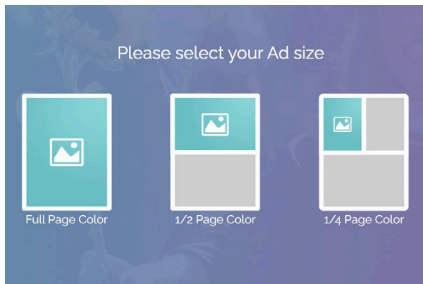 Please select your Ad size
Full Page Color
1/2 Page Color
1/4 Page Color